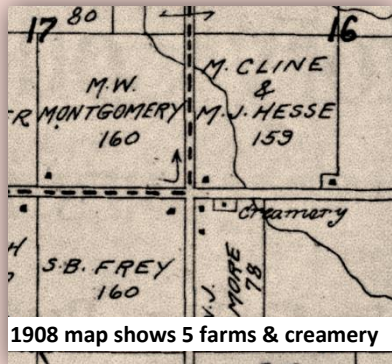 80
17
16
M.W.
MONTGOMERY
160
M. CLINE
&
M.J. HESSE
159
ER
Creamery
S.B. FREY
160
H
J.
MORE
78
1908 map shows 5 farms & creamery